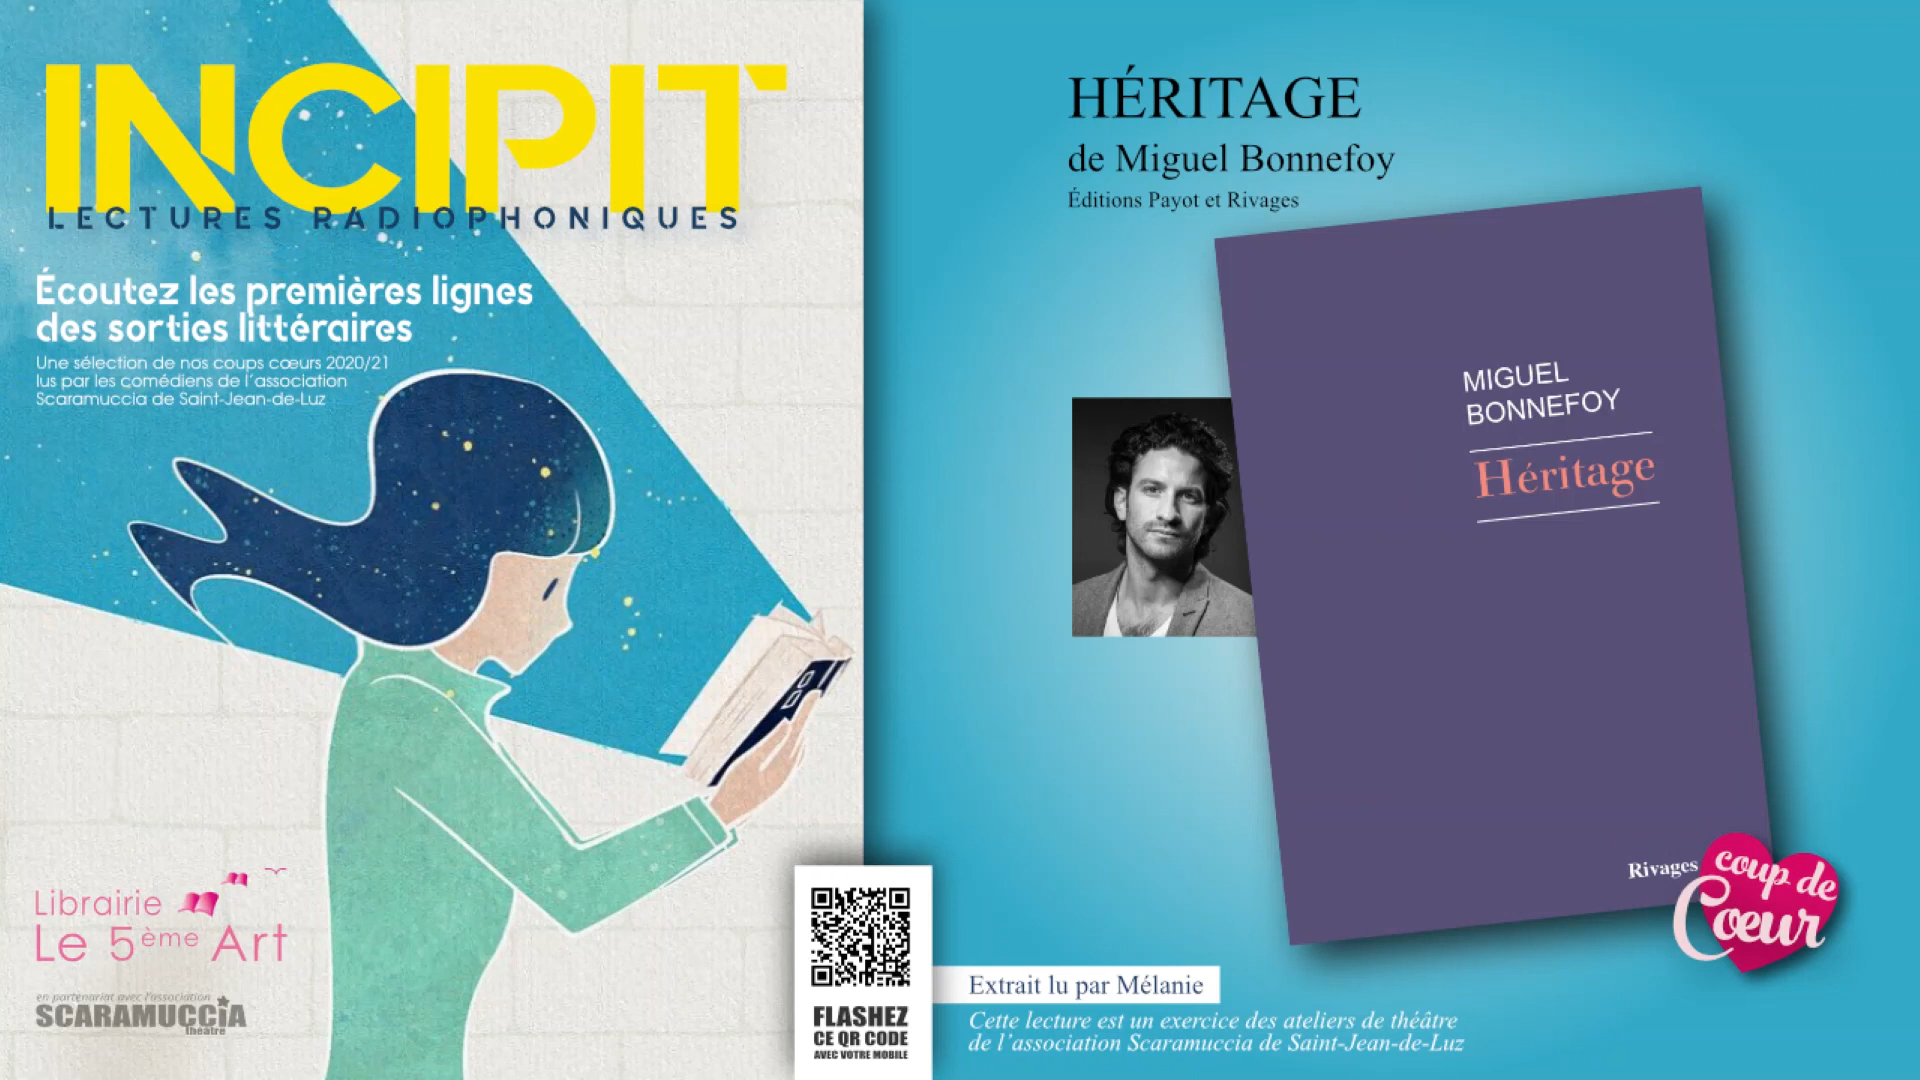 INCIPIT
LECTURES RADIOPHONIQUES
Écoutez les premières lignes
des sorties littéraires
Une sélection de nos coups cœurs 2020/21
lus par les comédiens de l'association
Scaramuccia de Saint-Jean-de-Luz
Librairie
Le 5ème Art
en partenariat avec l'association
SCARAMUCCIA
théâtre
FLASHEZ
CE QR CODE
AVEC VOTRE MOBILE
HÉRITAGE
de Miguel Bonnefoy
Éditions Payot et Rivages
MIGUEL
BONNEFOY
Héritage
Rivages
coup de
Cœur
Extrait lu par Mélanie
Cette lecture est un exercice des ateliers de théâtre
de l'association Scaramuccia de Saint-Jean-de-Luz